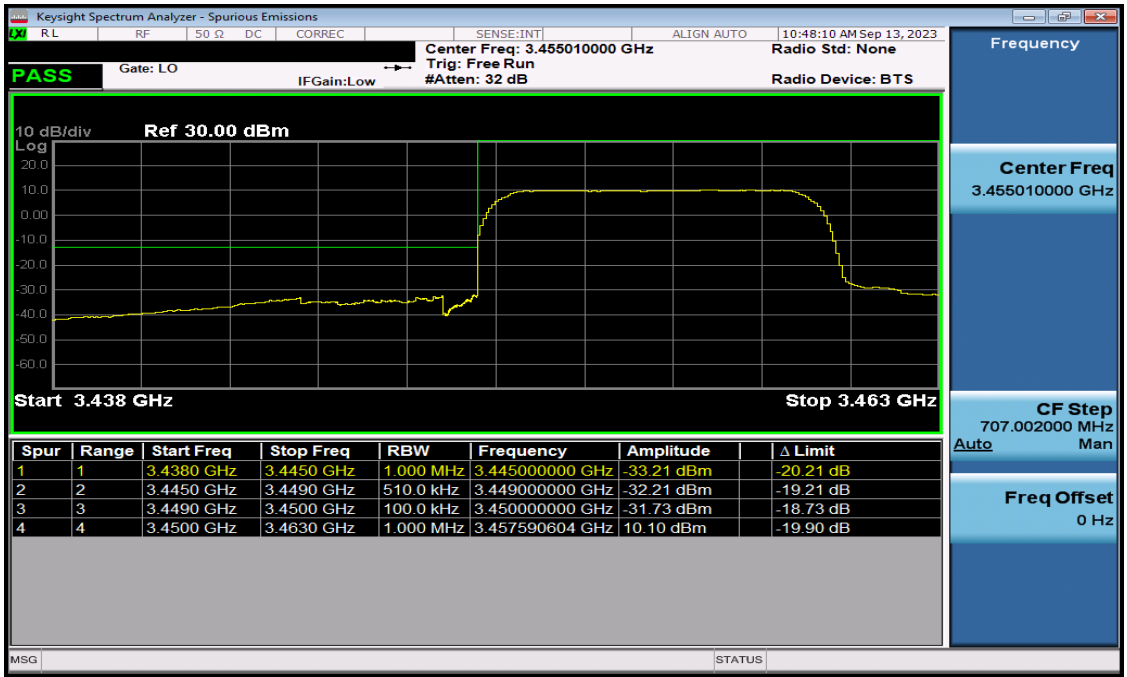 Keysight Spectrum Analyzer - Spurious Emissions
LXI RL RF 50 Ω DC CORREC SENSE:INT ALIGN AUTO 10:48:10 AM Sep 13, 2023
Frequency
Center Freq: 3.455010000 GHz Radio Std: None
PASS Gate: LO Trig: Free Run
IFGain:Low #Atten: 32 dB Radio Device: BTS
10 dB/div Ref 30.00 dBm
Log
20.0
10.0
0.00
-10.0
-20.0
-30.0
-40.0
-50.0
-60.0
Start 3.438 GHz Stop 3.463 GHz
Center Freq
3.455010000 GHz
CF Step
707.002000 MHz
Auto Man
Freq Offset
0 Hz
Spur Range Start Freq Stop Freq RBW Frequency Amplitude Δ Limit
1 1 3.4380 GHz 3.4450 GHz 1.000 MHz 3.445000000 GHz -33.21 dBm -20.21 dB
2 2 3.4450 GHz 3.4490 GHz 510.0 kHz 3.449000000 GHz -32.21 dBm -19.21 dB
3 3 3.4490 GHz 3.4500 GHz 100.0 kHz 3.450000000 GHz -31.73 dBm -18.73 dB
4 4 3.4500 GHz 3.4630 GHz 1.000 MHz 3.457590604 GHz 10.10 dBm -19.90 dB
MSG STATUS